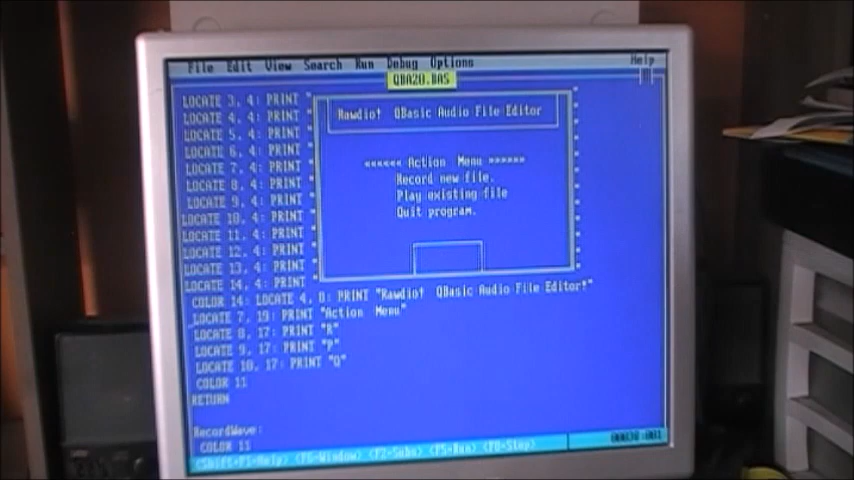 File Edit View Search Run Debug Options Help
QBA20.BAS
LOCATE 3, 4: PRINT "
LOCATE 4, 4: PRINT "
LOCATE 5, 4: PRINT "
LOCATE 6, 4: PRINT "
LOCATE 7, 4: PRINT "
LOCATE 8, 4: PRINT "
LOCATE 9, 4: PRINT "
LOCATE 10, 4: PRINT "
LOCATE 11, 4: PRINT "
LOCATE 12, 4: PRINT "
LOCATE 13, 4: PRINT "
LOCATE 14, 4: PRINT "
Rawdio! QBasic Audio File Editor
«««««« Action Menu »»»»»»
Record new file.
Play existing file
Quit program.
COLOR 14: LOCATE 4, 8: PRINT "Rawdio! QBasic Audio File Editor!"
LOCATE 7, 19: PRINT "Action Menu"
LOCATE 8, 17: PRINT "R"
LOCATE 9, 17: PRINT "P"
LOCATE 10, 17: PRINT "Q"
COLOR 11
RETURN
RecordWave:
COLOR 11
<Shift+F1=Help> <F6=Window> <F2=Subs> <F5=Run> <F8=Step>